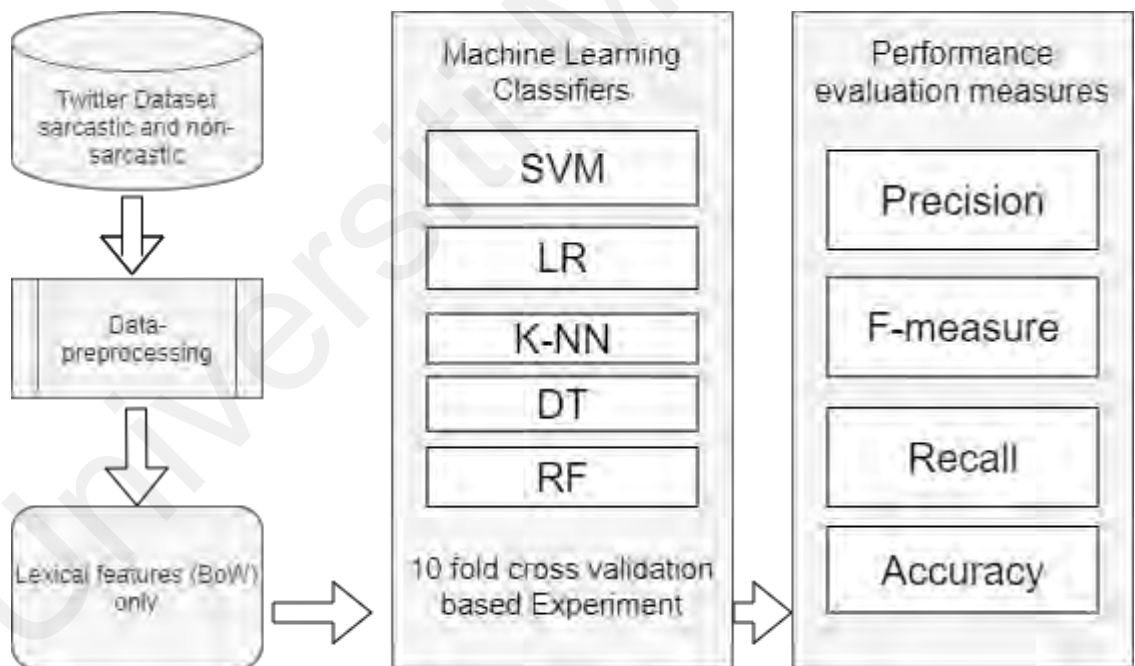 Twitter Dataset
sarcastic and non-
sarcastic
Data-
preprocessing
Lexical features (BoW)
only
Machine Learning
Classifiers
SVM
LR
K-NN
DT
RF
10 fold cross validation
based Experiment
Performance
evaluation measures
Precision
F-measure
Recall
Accuracy